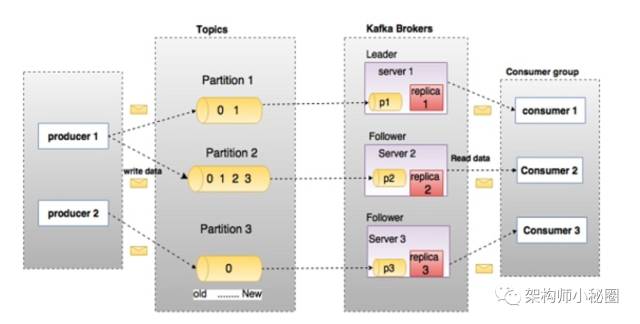 Topics
Kafka Brokers
Leader
Consumer group
Partition 1
server 1
0 1
p1
replica
1
consumer 1
producer 1
Follower
Partition 2
Server 2
write data
Read data
0 1 2 3
p2
replica
2
Consumer 2
producer 2
Follower
Partition 3
Server 3
replica
Consumer 3
0
p3
3
old ........ New
架构师小秘圈